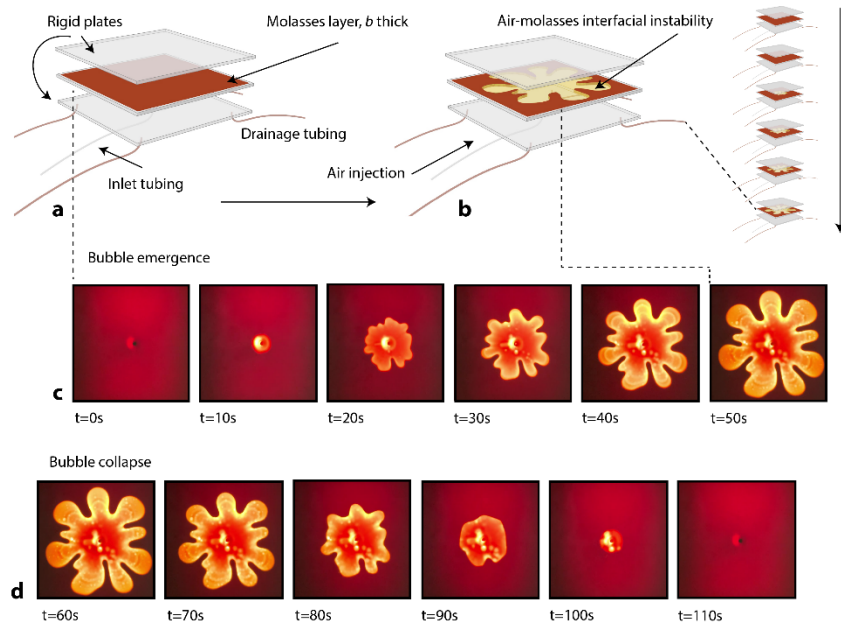 Rigid plates
Molasses layer, b thick
Air-molasses interfacial instability
Drainage tubing
Inlet tubing
Air injection
a
b
Bubble emergence
c
t=0s
t=10s
t=20s
t=30s
t=40s
t=50s
Bubble collapse
d
t=60s
t=70s
t=80s
t=90s
t=100s
t=110s